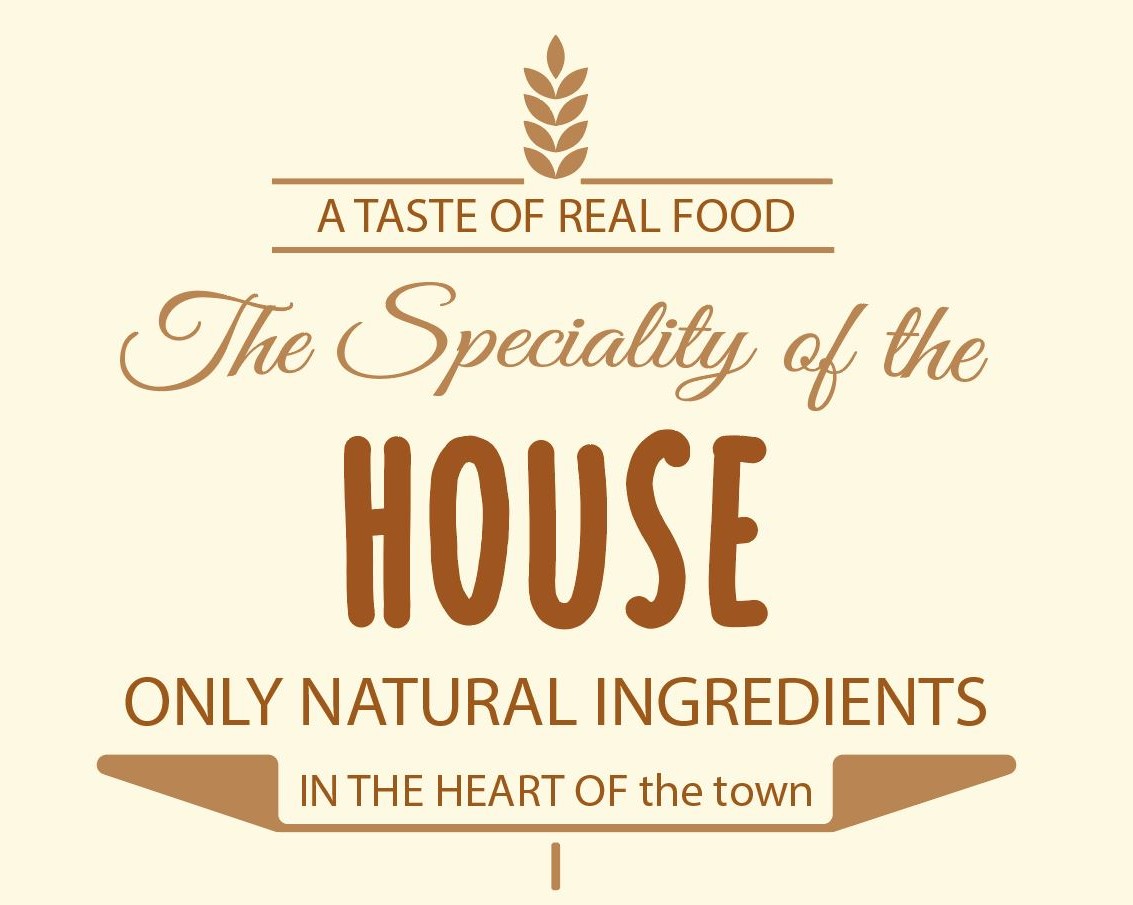 A TASTE OF REAL FOOD
The Speciality of the
HOUSE
ONLY NATURAL INGREDIENTS
IN THE HEART OF the town